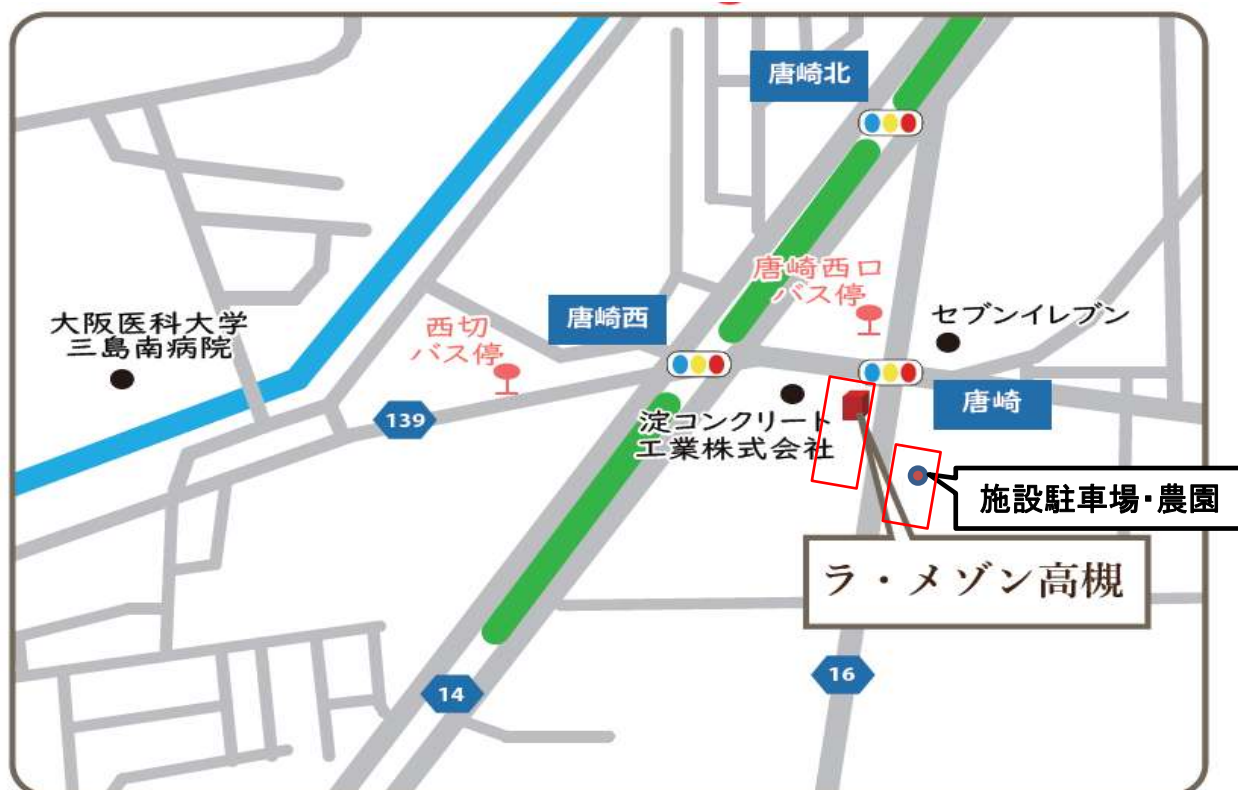 唐崎北
唐崎西口
バス停
大阪医科大学
三島南病院
西切
バス停
唐崎西
セブンイレブン
139
淀コンクリート
工業株式会社
唐崎
施設駐車場・農園
ラ・メゾン高槻
14
16